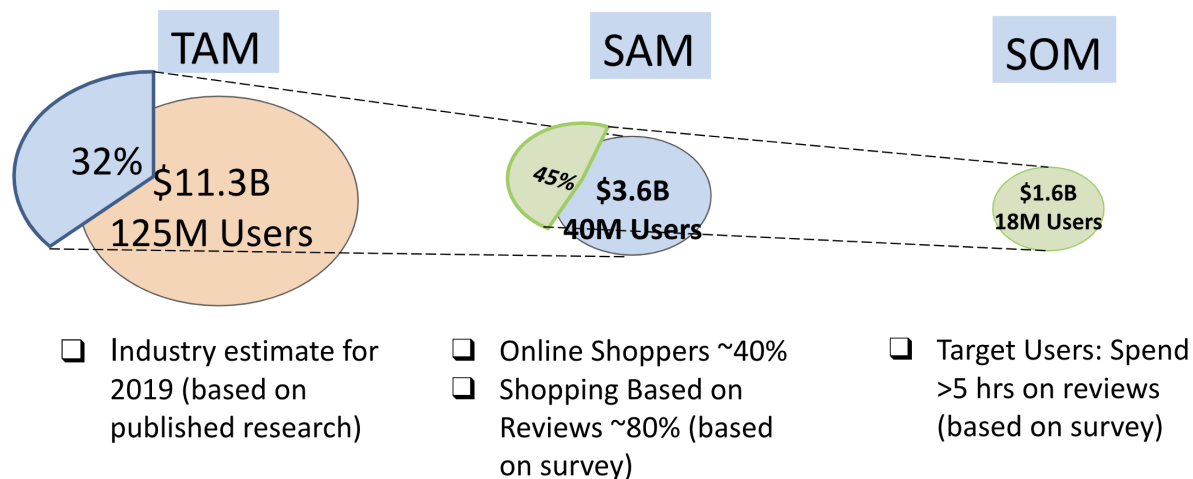 TAM
SAM
SOM
32%
$11.3B
125M Users
45%
$3.6B
40M Users
$1.6B
18M Users
❑ Industry estimate for
2019 (based on
published research)
❑ Online Shoppers ~40%
❑ Shopping Based on
Reviews ~80% (based
on survey)
❑ Target Users: Spend
>5 hrs on reviews
(based on survey)